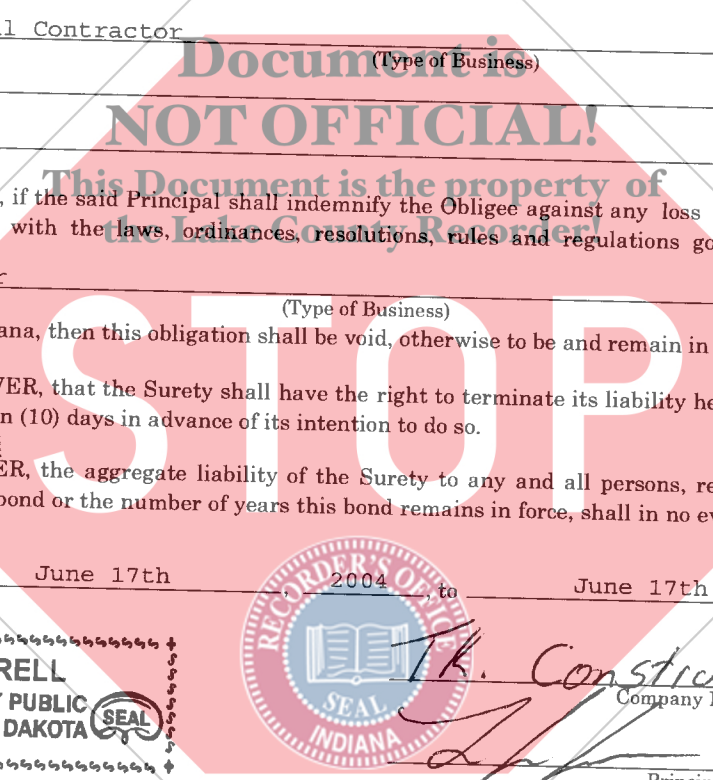 l Contractor
(Type of Business)
Document is
NOT OFFICIAL!
This Document is the property of
the Lake County Recorder!
, if the said Principal shall indemnify the Obligee against any loss
with the laws, ordinances, resolutions, rules and regulations go
(Type of Business)
ana, then this obligation shall be void, otherwise to be and remain in
STOP
VER, that the Surety shall have the right to terminate its liability he
n (10) days in advance of its intention to do so.
ER, the aggregate liability of the Surety to any and all persons, re
bond or the number of years this bond remains in force, shall in no ev
June 17th, 2004, to June 17th
RECORDER'S OFFICE
SEAL
INDIANA
RELL
Y PUBLIC
DAKOTA
SEAL
T.K. Constru
Company